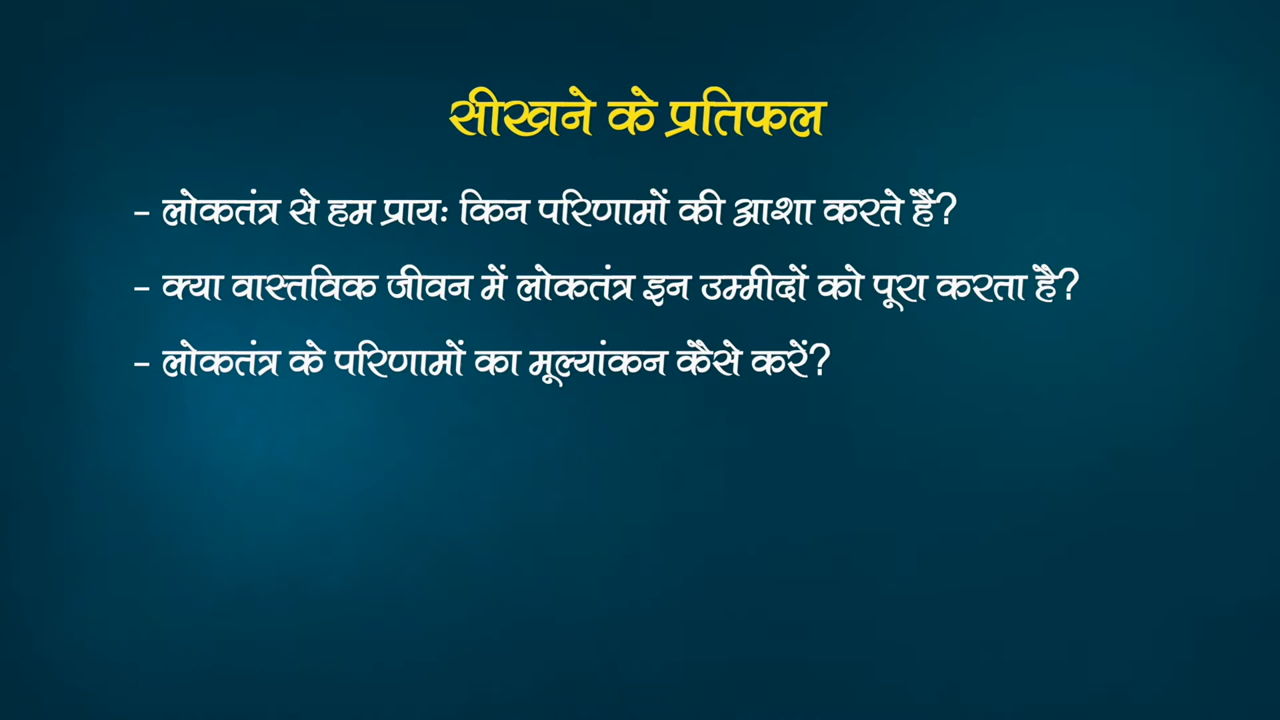 सीखने के प्रतिफल
- लोकतंत्र से हम प्रायः किन परिणामों की आशा करते हैं?
- क्या वास्तविक जीवन में लोकतंत्र इन उम्मीदों को पूरा करता है?
- लोकतंत्र के परिणामों का मूल्यांकन कैसे करें?